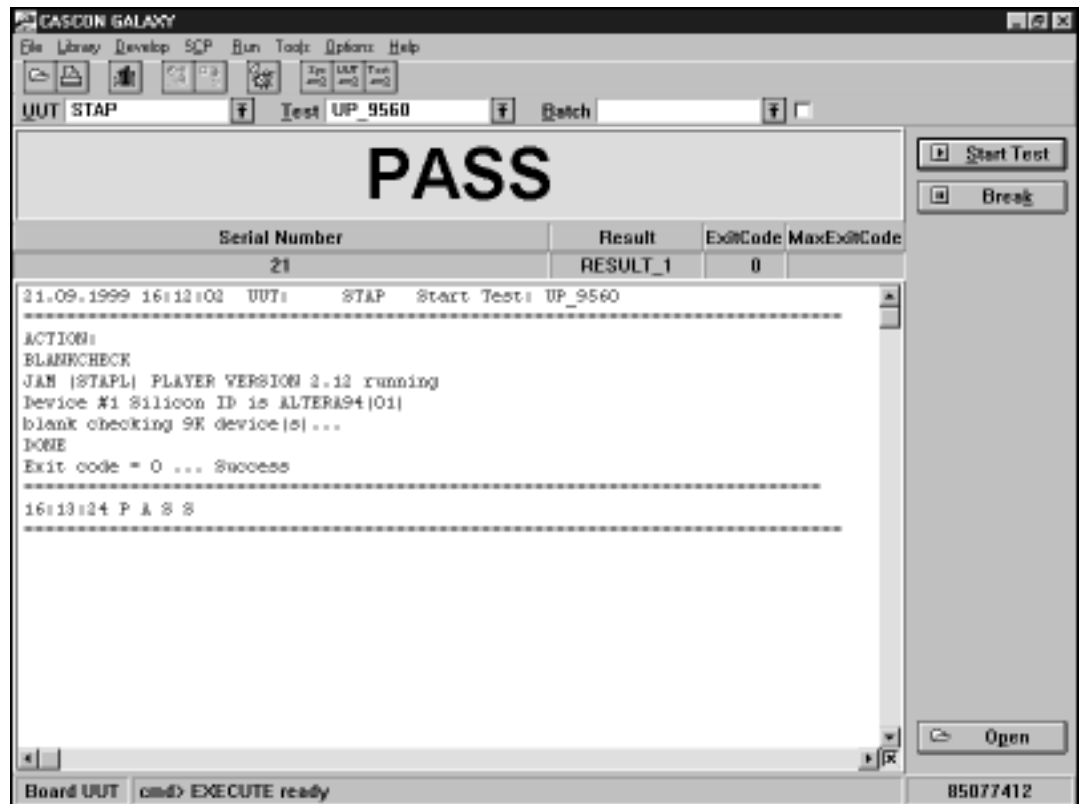 CASCON GALAXY
File Library Develop SCP Run Tools Options Help
Sys UUT Test
UUT STAP Test UP_9560 Batch
PASS
Start Test
Break
Serial Number Result ExitCode MaxExitCode
21 RESULT_1 0
21.09.1999 16:12:02 UUT: STAP Start Test: UP_9560
================================================================================
ACTION:
BLANKCHECK
JAM (STAPL) PLAYER VERSION 2.12 running
Device #1 Silicon ID is ALTERA94(01)
blank checking 9K device(s)...
DONE
Exit code = 0 ... Success
==============================================================================
16:13:24 P A S S
================================================================================
Open
Board UUT cmd> EXECUTE ready 85077412